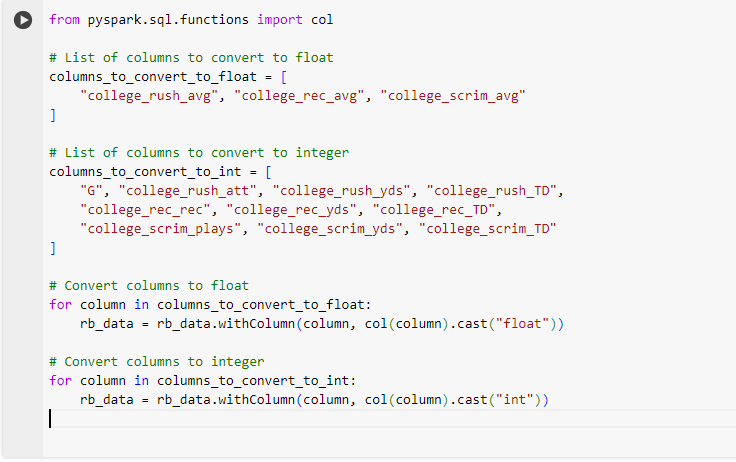 from pyspark.sql.functions import col
# List of columns to convert to float
columns_to_convert_to_float = [
    "college_rush_avg", "college_rec_avg", "college_scrim_avg"
]
# List of columns to convert to integer
columns_to_convert_to_int = [
    "G", "college_rush_att", "college_rush_yds", "college_rush_TD",
    "college_rec_rec", "college_rec_yds", "college_rec_TD",
    "college_scrim_plays", "college_scrim_yds", "college_scrim_TD"
]
# Convert columns to float
for column in columns_to_convert_to_float:
    rb_data = rb_data.withColumn(column, col(column).cast("float"))
# Convert columns to integer
for column in columns_to_convert_to_int:
    rb_data = rb_data.withColumn(column, col(column).cast("int"))